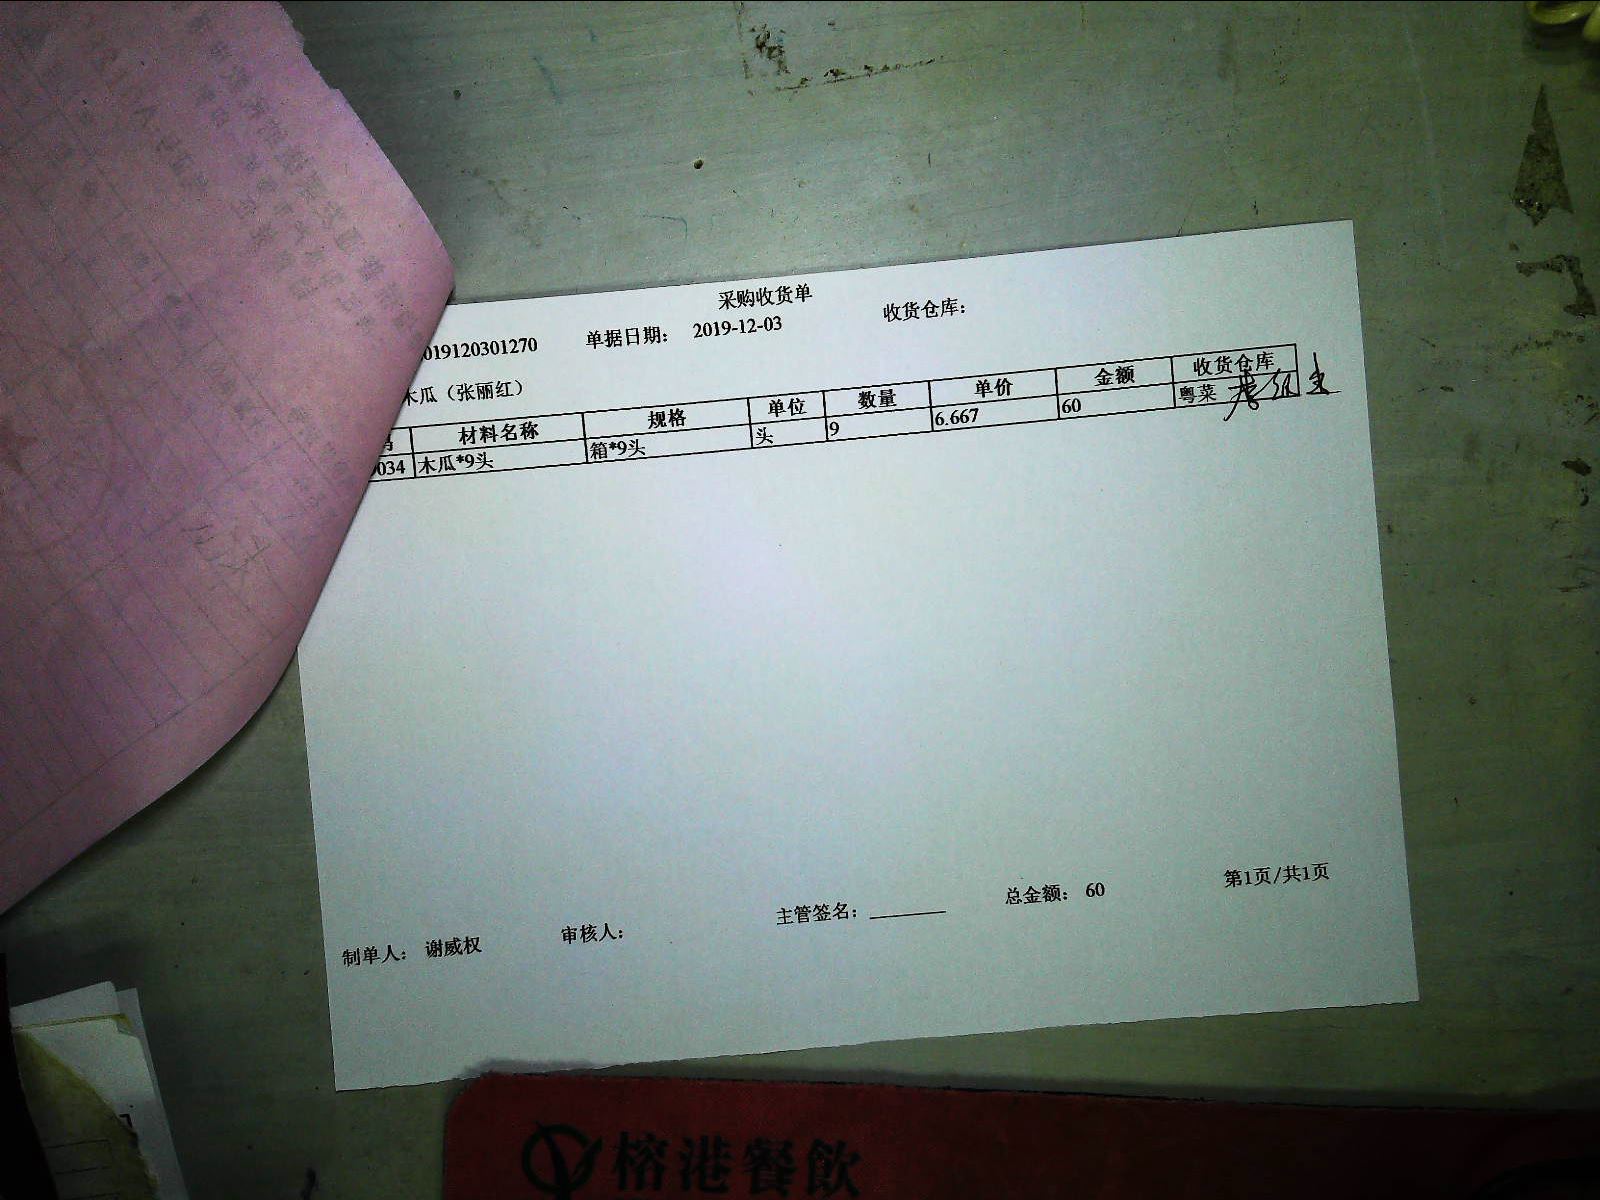 采购收货单
019120301270 单据日期： 2019-12-03 收货仓库：
木瓜（张丽红）
材料名称 规格 单位 数量 单价 金额 收货仓库
034 木瓜*9头 箱*9头 头 9 6.667 60 粤菜
制单人： 谢威权 审核人： 主管签名： 总金额： 60 第1页/共1页
榕港餐飲